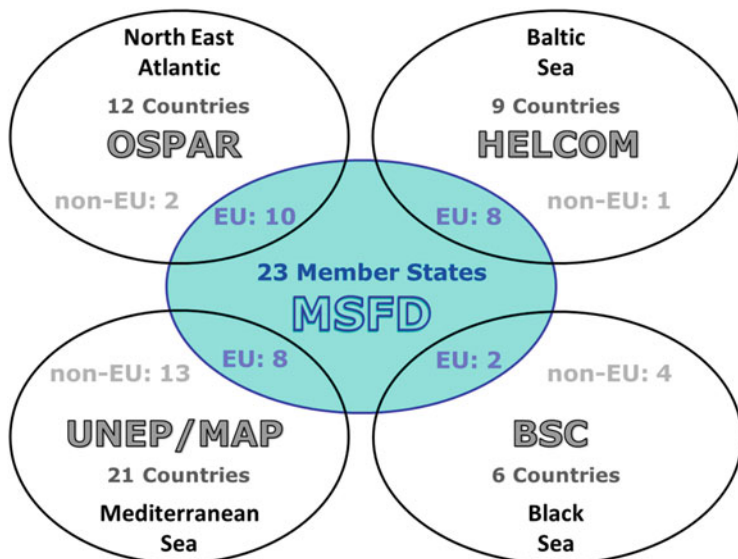 North East
Atlantic
12 Countries
OSPAR
non-EU: 2
EU: 10
Baltic
Sea
9 Countries
HELCOM
EU: 8
non-EU: 1
23 Member States
MSFD
non-EU: 13
EU: 8
UNEP/MAP
21 Countries
Mediterranean
Sea
EU: 2
non-EU: 4
BSC
6 Countries
Black
Sea